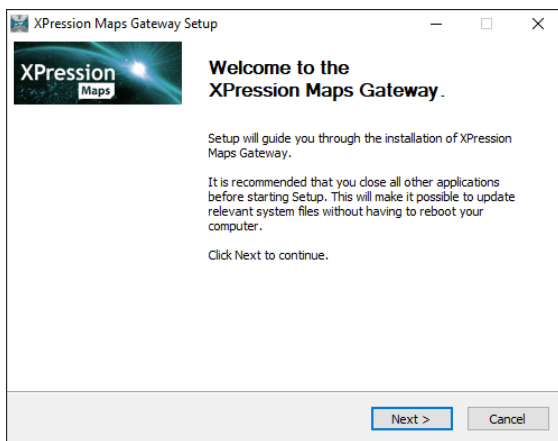 XPression Maps Gateway Setup
XPression
Maps
Welcome to the
XPression Maps Gateway.
Setup will guide you through the installation of XPression
Maps Gateway.
It is recommended that you close all other applications
before starting Setup. This will make it possible to update
relevant system files without having to reboot your
computer.
Click Next to continue.
Next >
Cancel